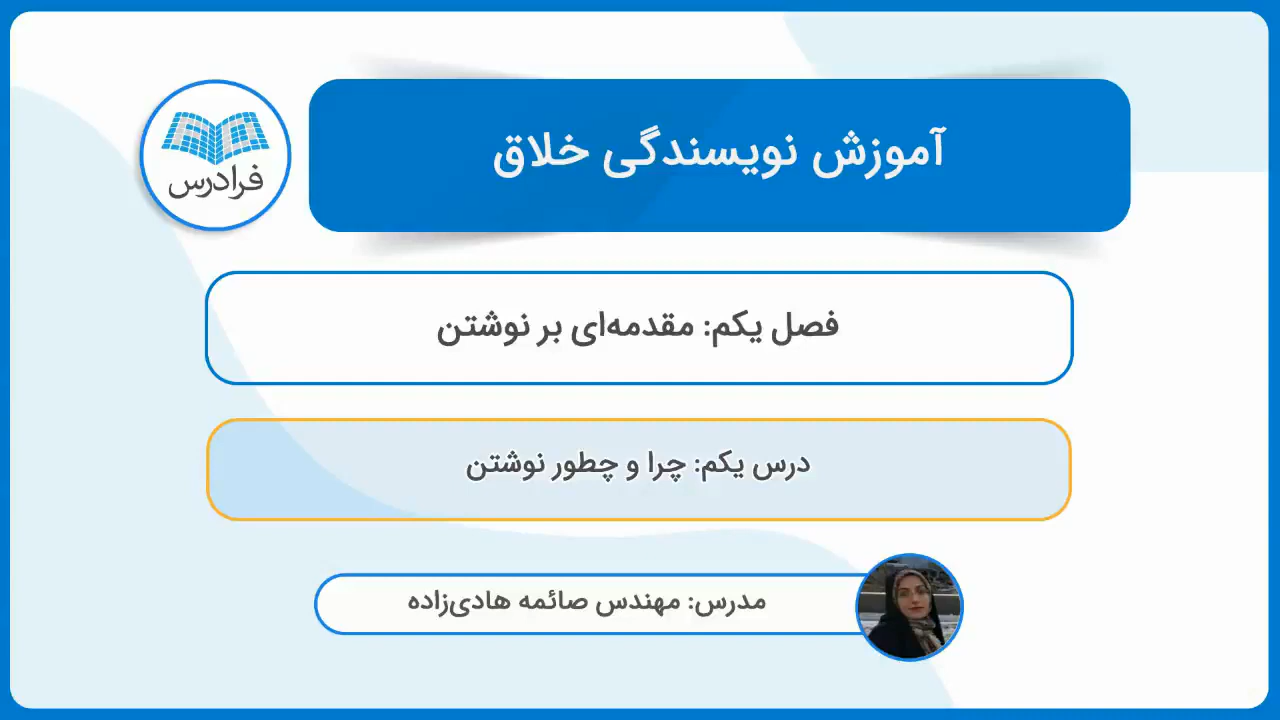 آموزش نویسندگی خلاق
فرادرس
فصل یکم: مقدمه‌ای بر نوشتن
درس یکم: چرا و چطور نوشتن
مدرس: مهندس صائمه هادی‌زاده